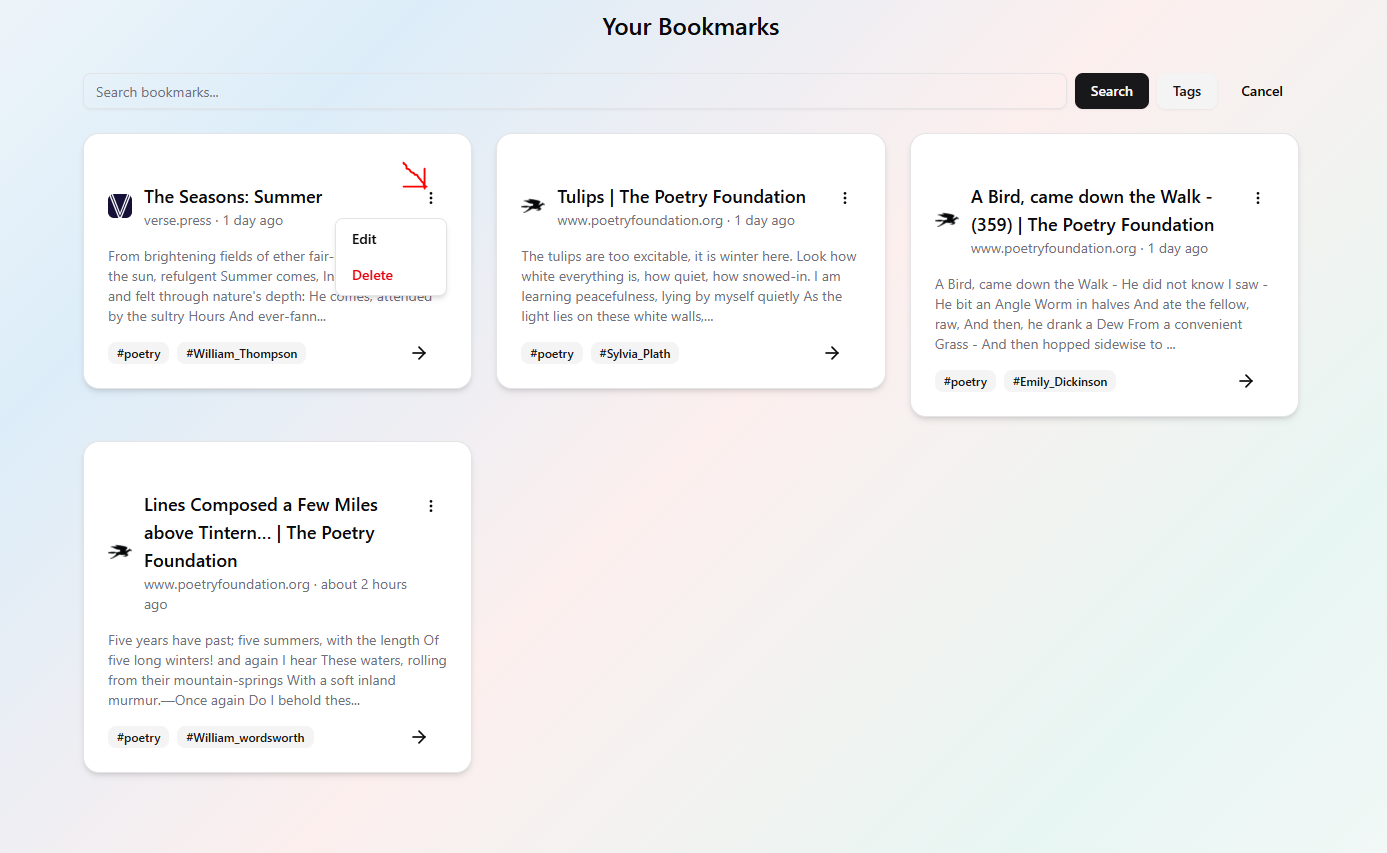 Your Bookmarks
Search bookmarks...
Search
Tags
Cancel
The Seasons: Summer
verse.press · 1 day ago
Edit
Delete
From brightening fields of ether fair-
the sun, refulgent Summer comes, In
and felt through nature's depth: He comes, attended
by the sultry Hours And ever-fann...
#poetry #William_Thompson
Tulips | The Poetry Foundation
www.poetryfoundation.org · 1 day ago
The tulips are too excitable, it is winter here. Look how
white everything is, how quiet, how snowed-in. I am
learning peacefulness, lying by myself quietly As the
light lies on these white walls,...
#poetry #Sylvia_Plath
A Bird, came down the Walk -
(359) | The Poetry Foundation
www.poetryfoundation.org · 1 day ago
A Bird, came down the Walk - He did not know I saw -
He bit an Angle Worm in halves And ate the fellow,
raw, And then, he drank a Dew From a convenient
Grass - And then hopped sidewise to ...
#poetry #Emily_Dickinson
Lines Composed a Few Miles
above Tintern... | The Poetry
Foundation
www.poetryfoundation.org · about 2 hours
ago
Five years have past; five summers, with the length Of
five long winters! and again I hear These waters, rolling
from their mountain-springs With a soft inland
murmur.—Once again Do I behold thes...
#poetry #William_wordsworth